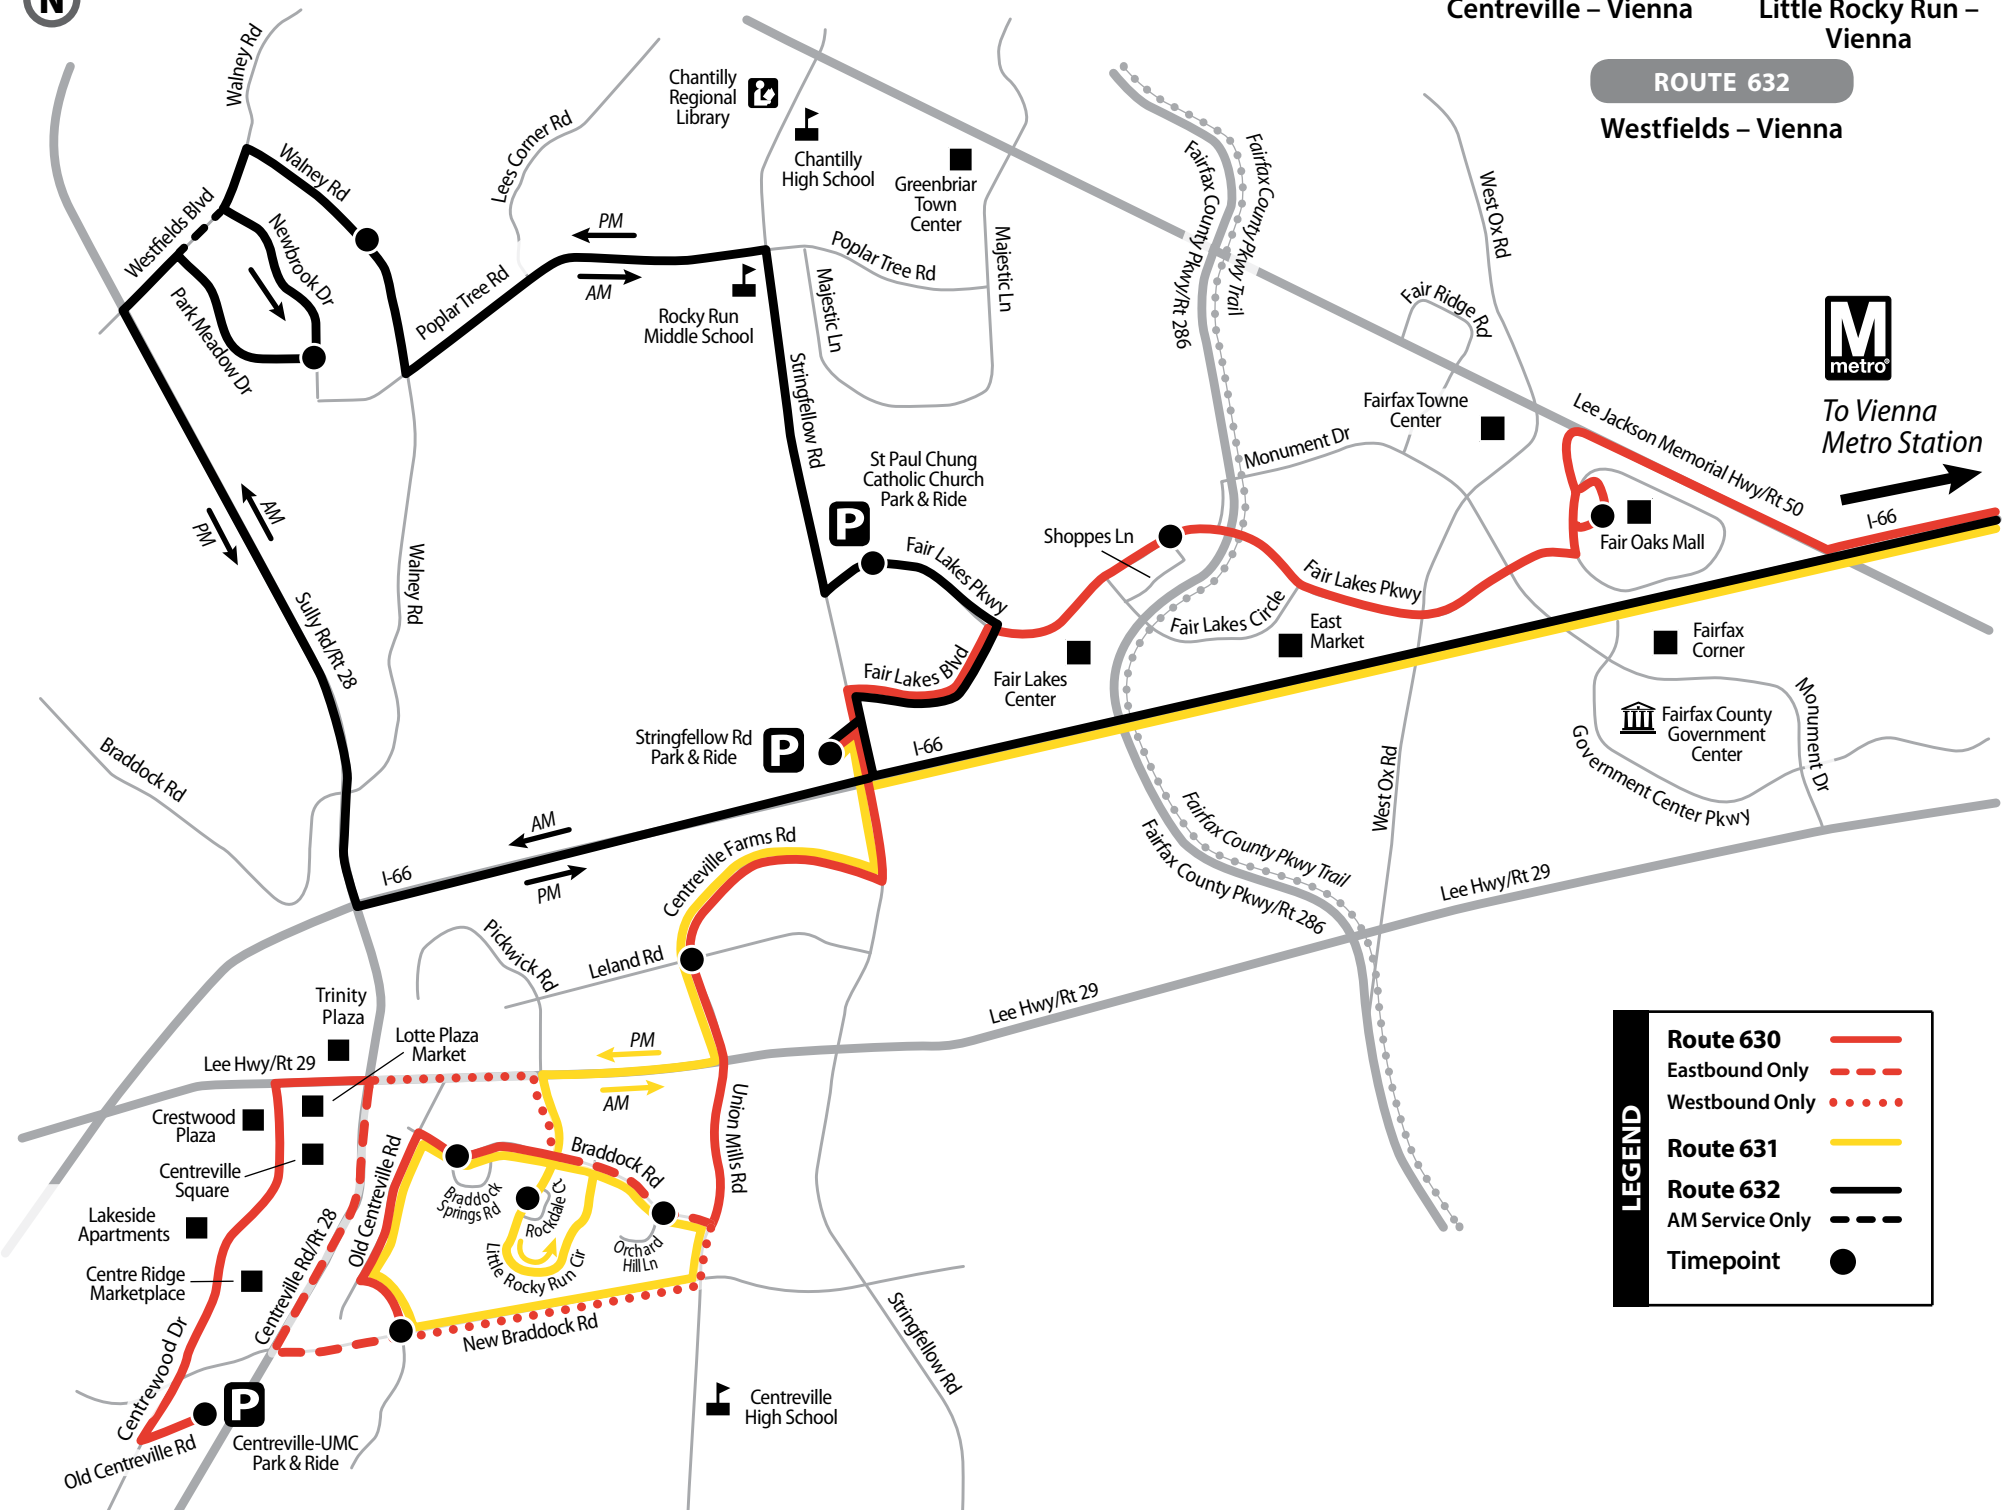 N
Centreville – Vienna
Little Rocky Run –
Vienna
ROUTE 632
Westfields – Vienna
Walney Rd
Walney Rd
Westfields Blvd
Newbrook Dr
Park Meadow Dr
Lees Corner Rd
Poplar Tree Rd
PM
AM
Chantilly
Regional
Library
Chantilly
High School
Greenbriar
Town
Center
Rocky Run
Middle School
Poplar Tree Rd
Majestic Ln
Majestic Ln
Stringfellow Rd
Fairfax County Pkwy/Rt 286
Fairfax County Pkwy Trail
West Ox Rd
Fair Ridge Rd
Fairfax Towne
Center
Monument Dr
Lee Jackson Memorial Hwy/Rt 50
M
metro
To Vienna
Metro Station
I-66
Fair Oaks Mall
St Paul Chung
Catholic Church
Park & Ride
P
Fair Lakes Pkwy
Shoppes Ln
Fair Lakes Pkwy
Fair Lakes Circle
East
Market
Fairfax
Corner
Fair Lakes Blvd
Fair Lakes
Center
Stringfellow Rd
Park & Ride
P
I-66
Fairfax County
Government
Center
Monument Dr
Government Center Pkwy
West Ox Rd
AM
PM
Sully Rd/Rt 28
Walney Rd
Braddock Rd
AM
PM
I-66
Centreville Farms Rd
Fairfax County Pkwy Trail
Fairfax County Pkwy/Rt 286
Lee Hwy/Rt 29
Pickwick Rd
Leland Rd
Lee Hwy/Rt 29
Trinity
Plaza
Lotte Plaza
Market
Lee Hwy/Rt 29
PM
AM
Crestwood
Plaza
Centreville
Square
Lakeside
Apartments
Centre Ridge
Marketplace
Centreville Rd/Rt 28
Old Centreville Rd
Braddock
Springs Rd
Rockdale Ct
Little Rocky Run Cir
Braddock Rd
Orchard
Hill Ln
Union Mills Rd
New Braddock Rd
Centrewood Dr
Old Centreville Rd
P
Centreville-UMC
Park & Ride
Centreville
High School
Stringfellow Rd
LEGEND
Route 630
Eastbound Only
Westbound Only
Route 631
Route 632
AM Service Only
Timepoint